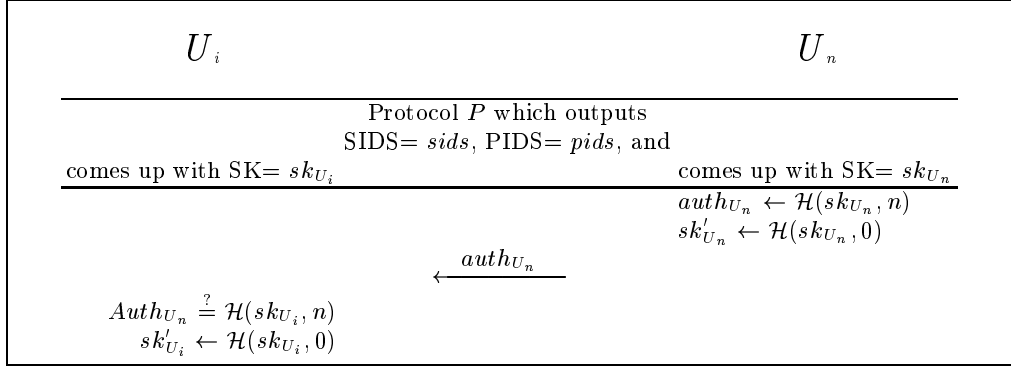 U_i U_n
Protocol P which outputs
SIDS= sids, PIDS= pids, and
comes up with SK= sk_{U_i} comes up with SK= sk_{U_n}
auth_{U_n} ← H(sk_{U_n}, n)
sk'_{U_n} ← H(sk_{U_n}, 0)
auth_{U_n}
←
Auth_{U_n} ≟ H(sk_{U_i}, n)
sk'_{U_i} ← H(sk_{U_i}, 0)